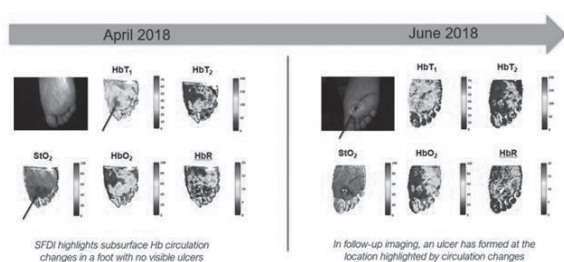 April 2018
June 2018
HbT1
HbT2
StO2
HbO2
HbR
SFDI highlights subsurface Hb circulation
changes in a foot with no visible ulcers
HbT1
HbT2
StO2
HbO2
HbR
In follow-up imaging, an ulcer has formed at the
location highlighted by circulation changes